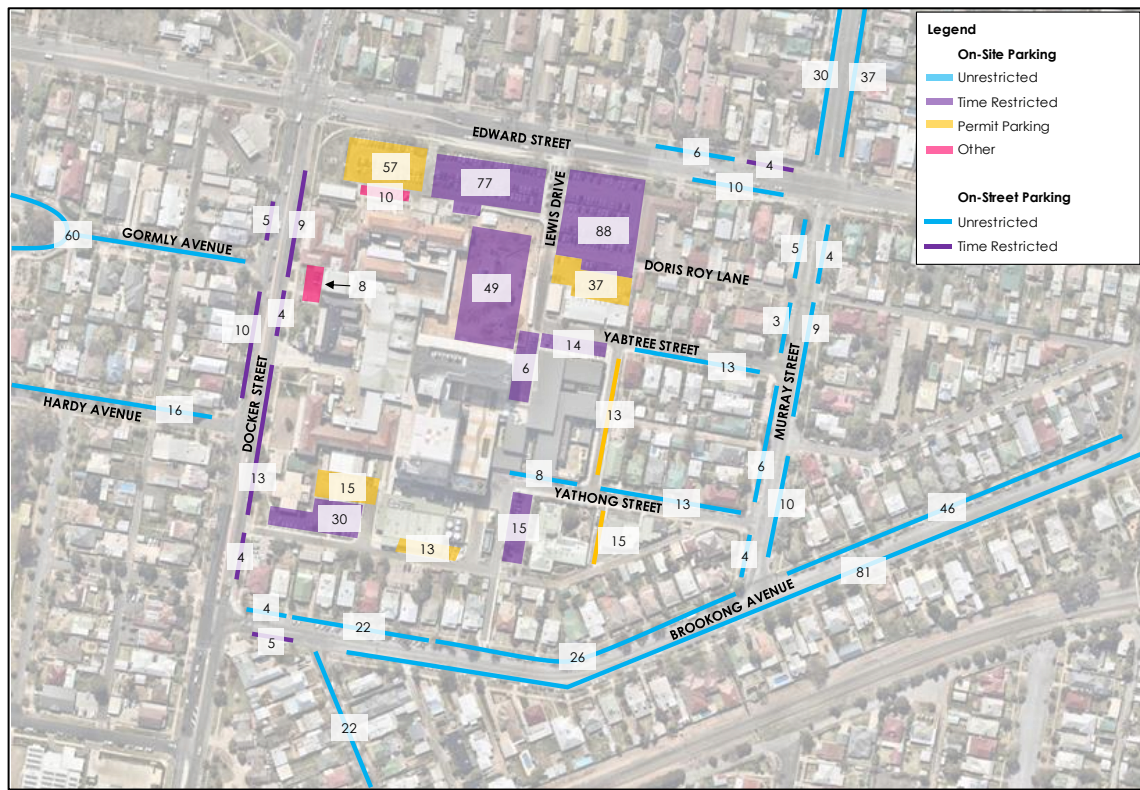 Legend
On-Site Parking
Unrestricted
Time Restricted
Permit Parking
Other
On-Street Parking
Unrestricted
Time Restricted
30
37
EDWARD STREET
6
4
10
57
77
10
LEWIS DRIVE
88
5
9
60
GORMLY AVENUE
5
4
DORIS ROY LANE
8
49
37
10
4
3
9
14
YABTREE STREET
13
6
DOCKER STREET
MURRAY STREET
HARDY AVENUE
16
13
13
8
6
15
YATHONG STREET
13
10
46
30
15
15
13
4
4
81
BROOKONG AVENUE
4
22
5
26
22